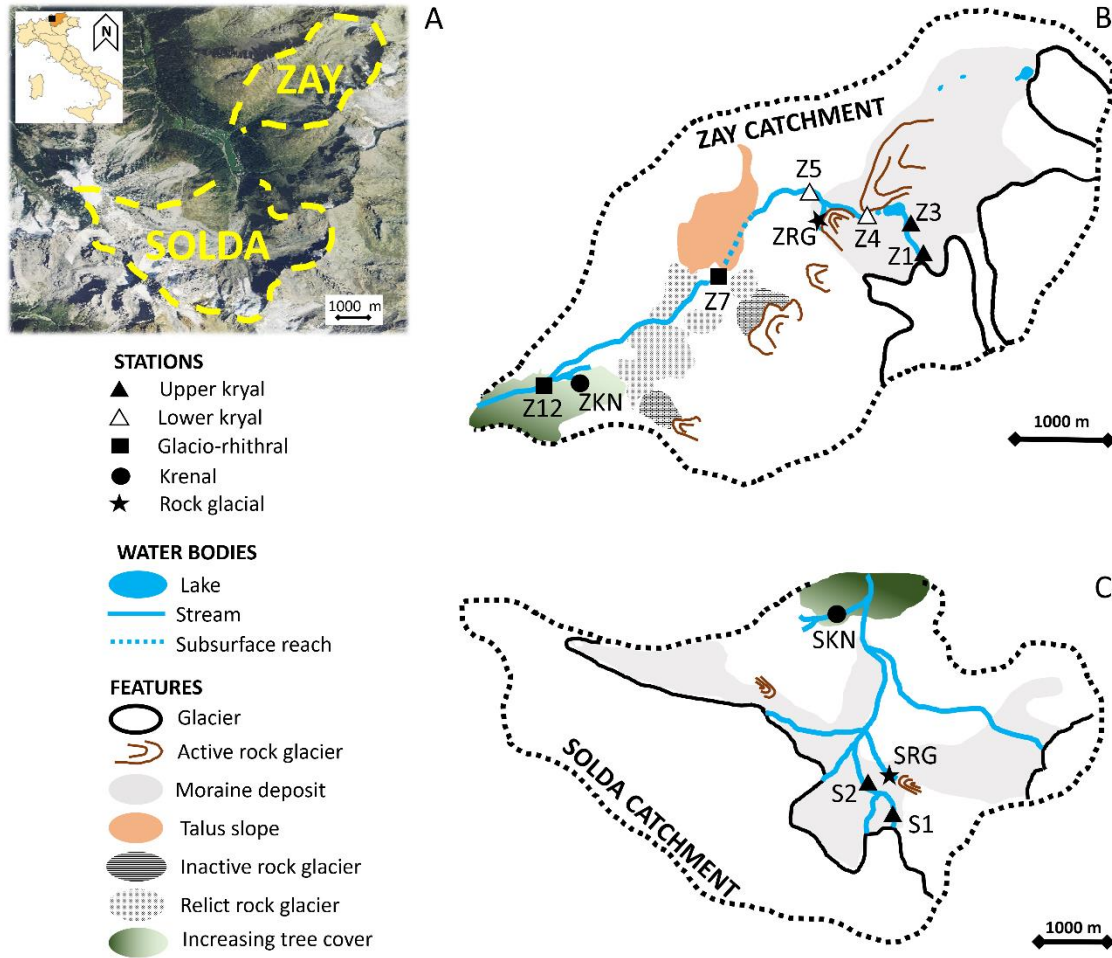 A
N
ZAY
SOLDA
1000 m
STATIONS
Upper kryal
Lower kryal
Glacio-rhithral
Krenal
Rock glacial
WATER BODIES
Lake
Stream
Subsurface reach
FEATURES
Glacier
Active rock glacier
Moraine deposit
Talus slope
Inactive rock glacier
Relict rock glacier
Increasing tree cover
B
ZAY CATCHMENT
Z5
ZRG
Z4
Z3
Z1
Z7
Z12
ZKN
1000 m
C
SKN
SOLDA CATCHMENT
SRG
S2
S1
1000 m